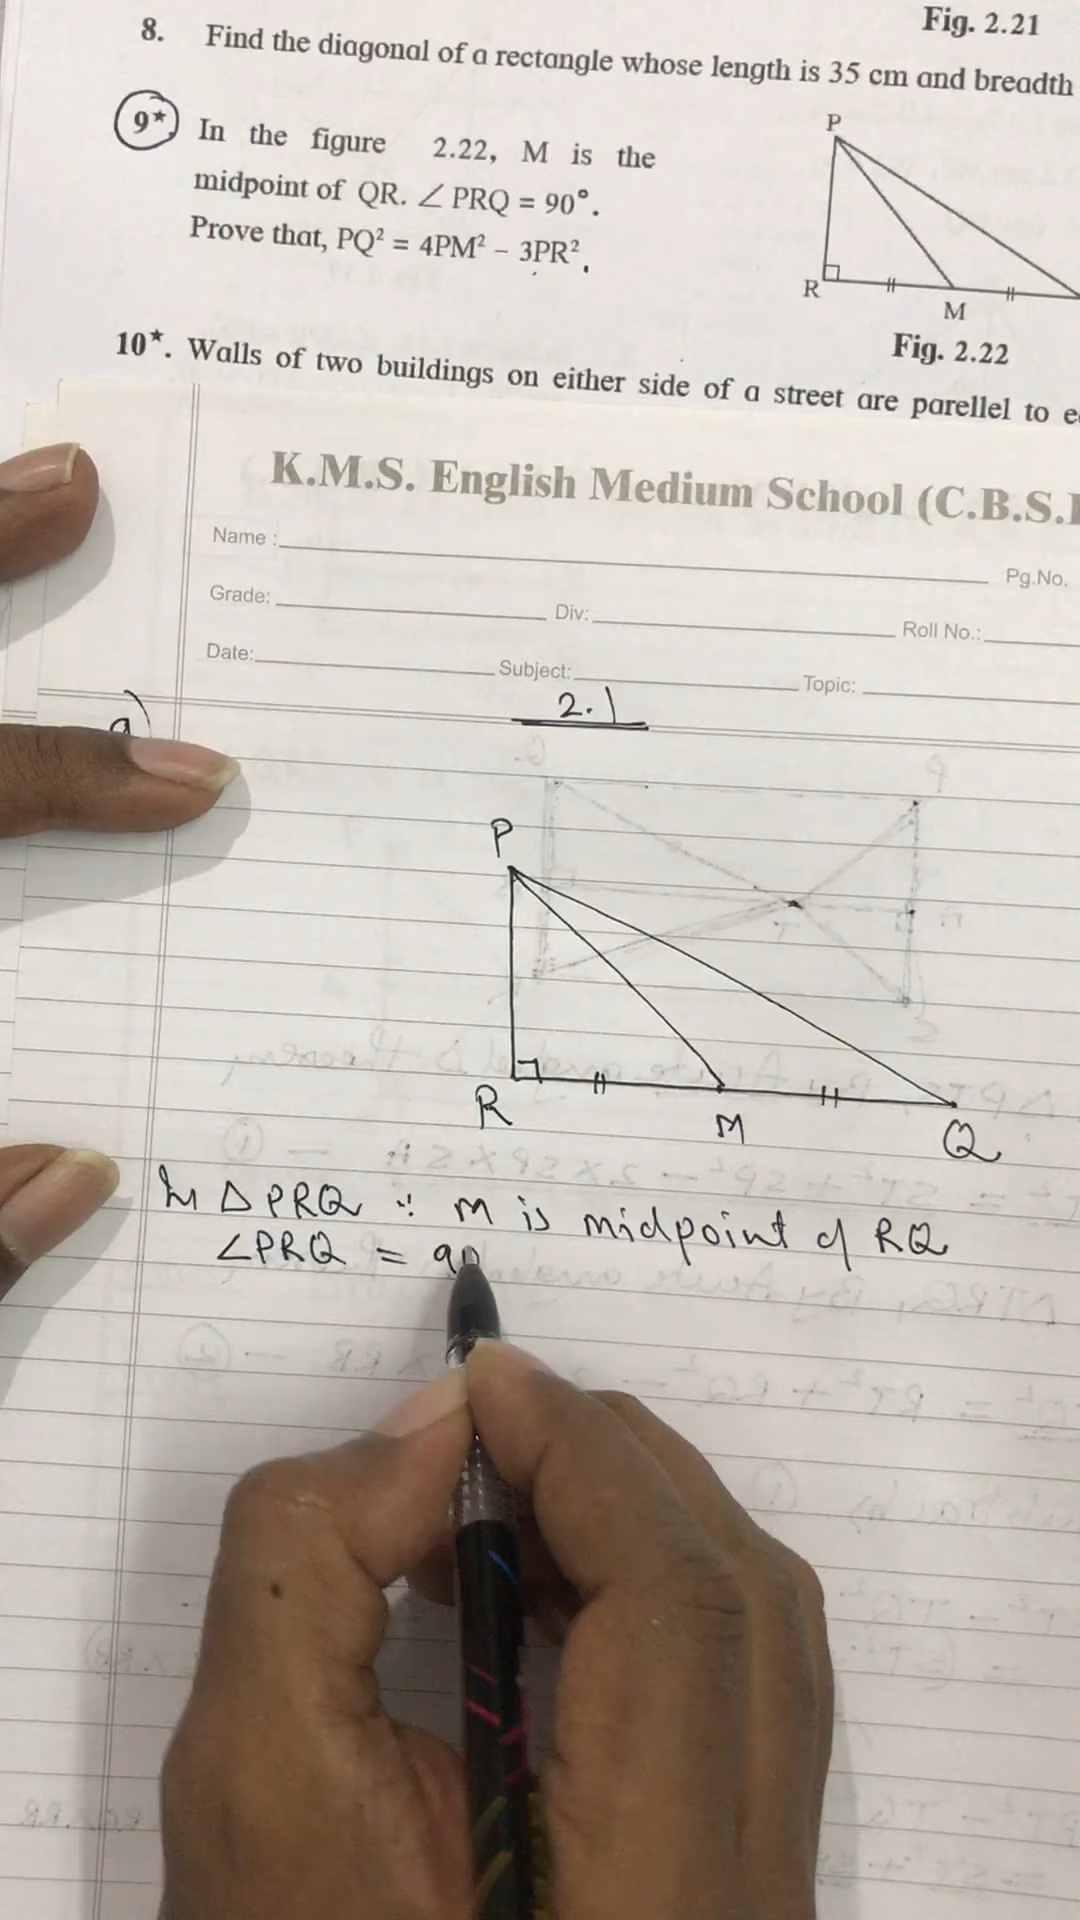 Fig. 2.21
8. Find the diagonal of a rectangle whose length is 35 cm and breadth
9* In the figure 2.22, M is the
midpoint of QR. ∠ PRQ = 90°.
Prove that, PQ² = 4PM² – 3PR².
P
R
M
Fig. 2.22
10*. Walls of two buildings on either side of a street are parellel to
K.M.S. English Medium School (C.B.S.
Name :
Pg.No.
Grade:
Div:
Roll No.:
Date:
Subject:
Topic:
2.1
P
R
M
Q
In △PRQ ∵ M is midpoint of RQ
∠PRQ = 90